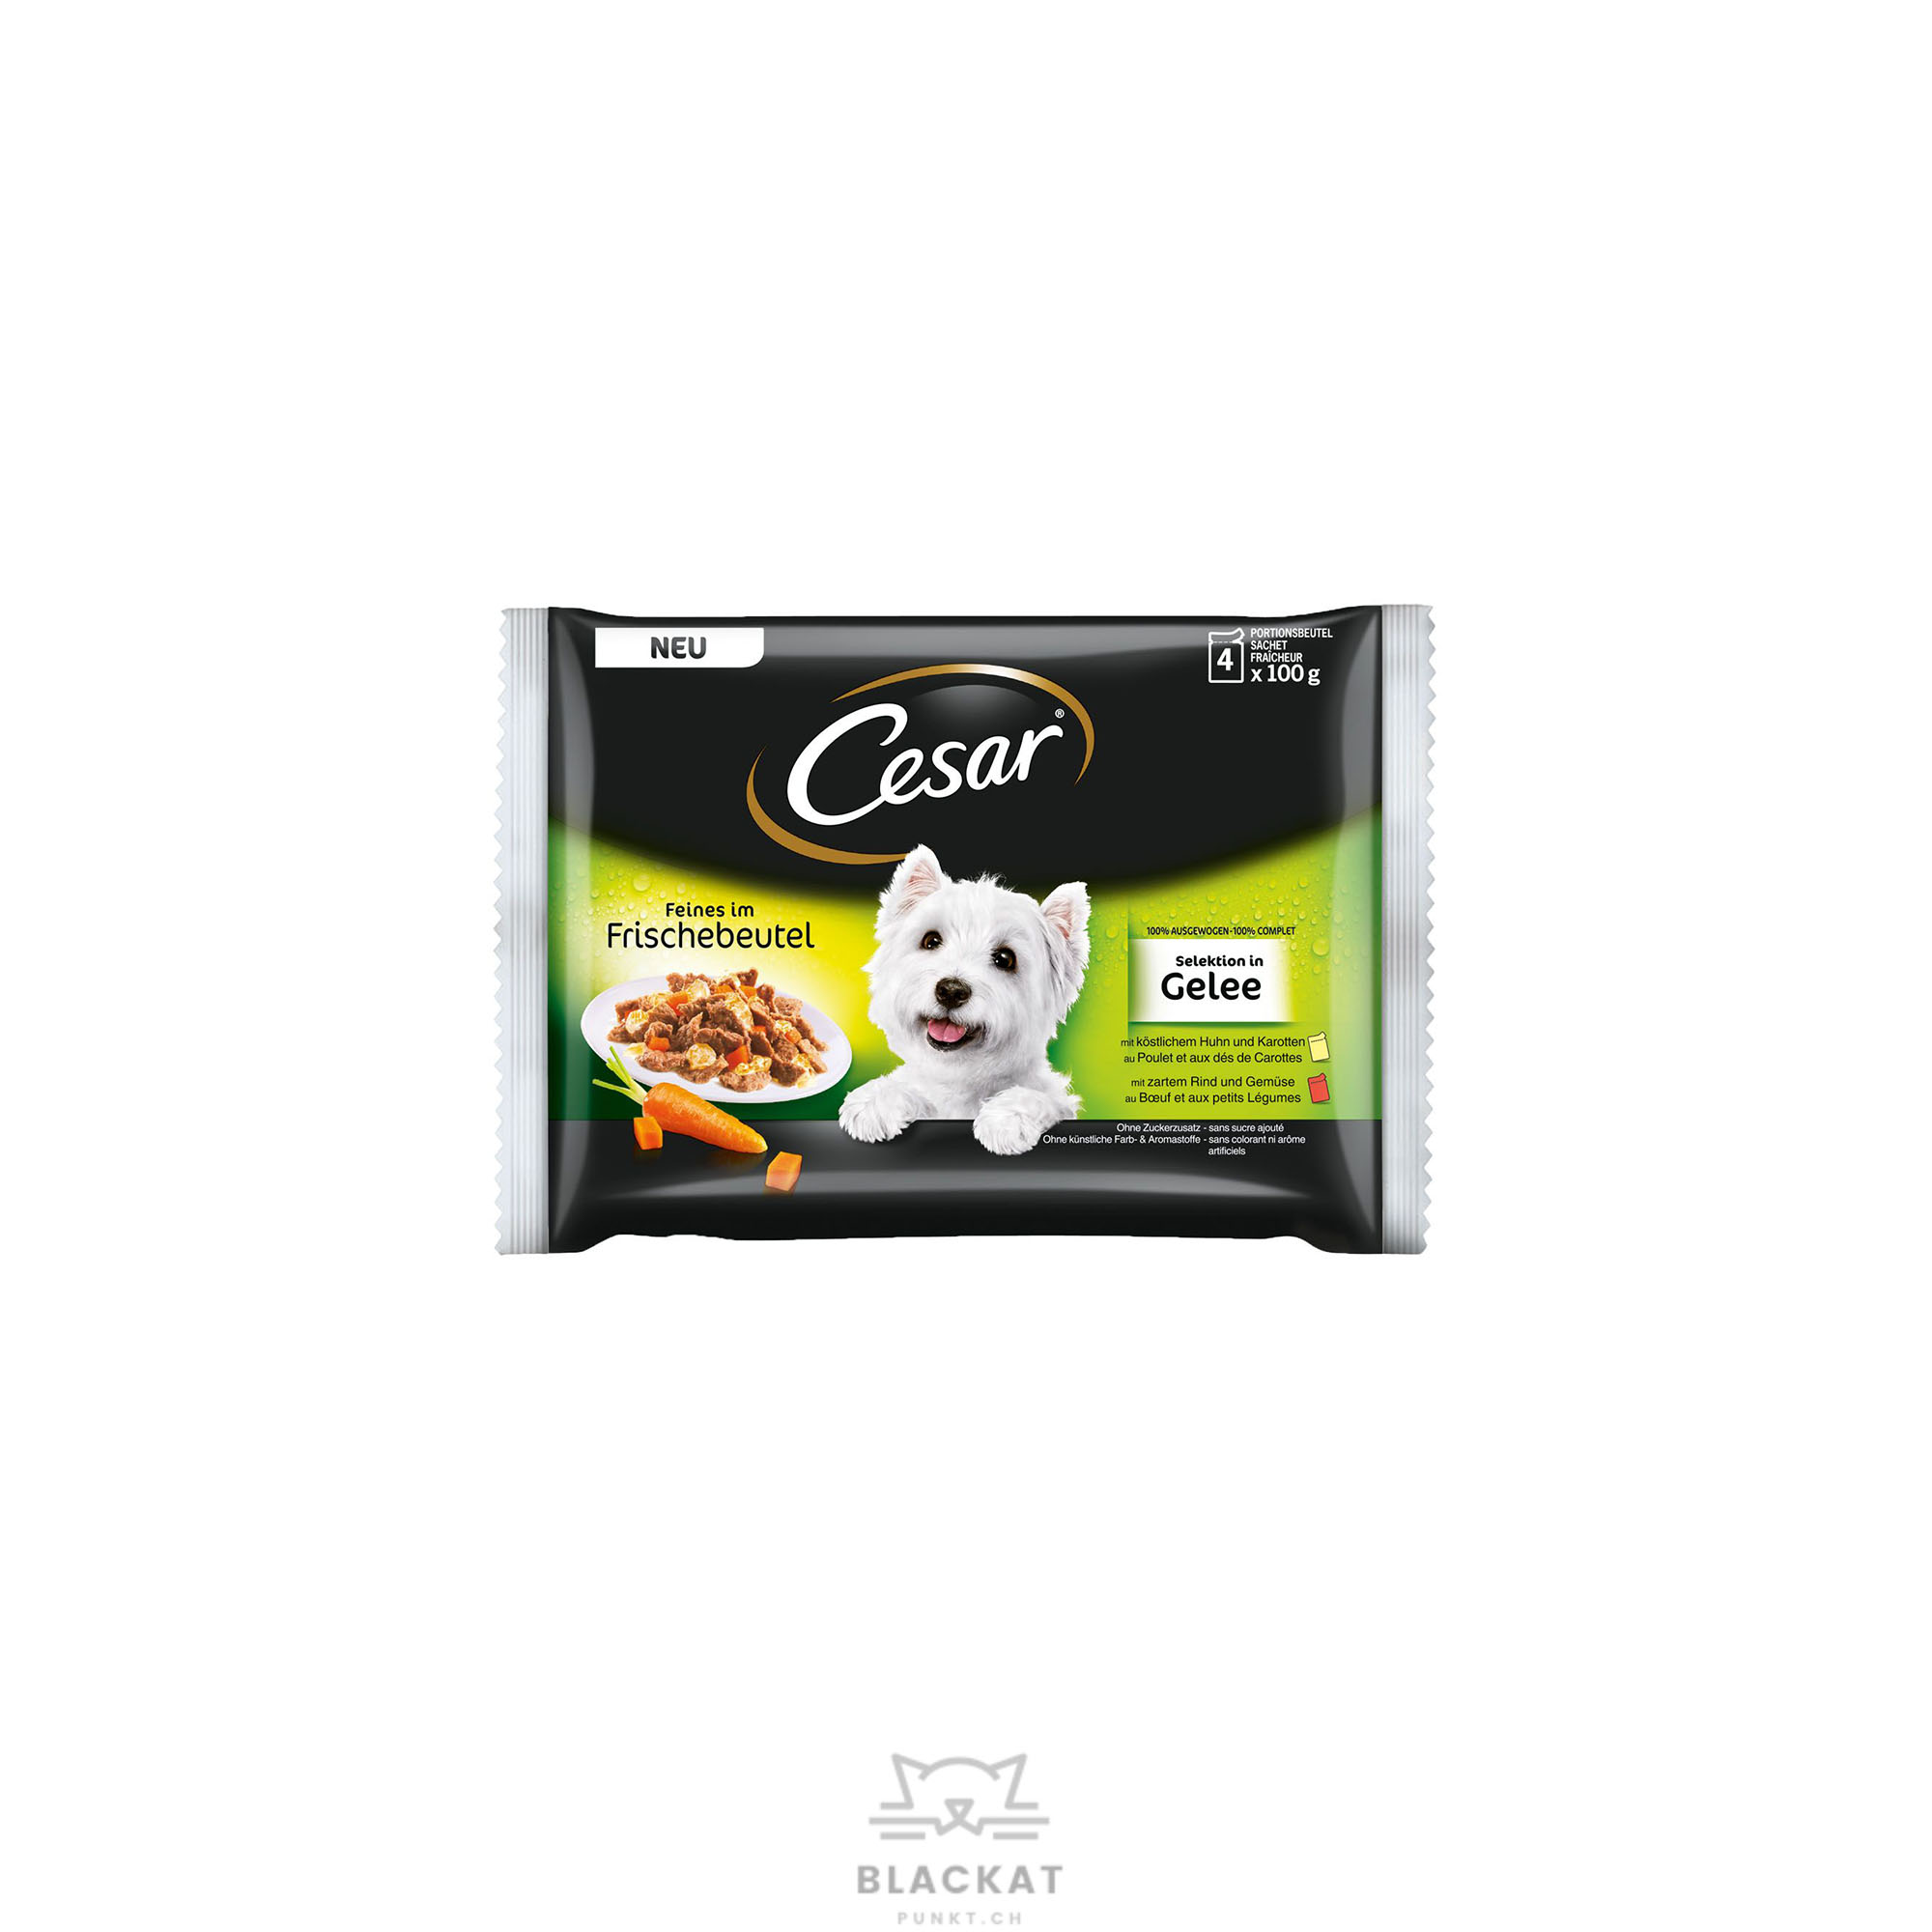 NEU
4
PORTIONSBEUTEL
SACHET
FRAÎCHEUR
x 100 g
Cesar®
Feines im
Frischebeutel
100% AUSGEWOGEN-100% COMPLET
Selektion in
Gelee
mit köstlichem Huhn und Karotten
au Poulet et aux dés de Carottes
mit zartem Rind und Gemüse
au Bœuf et aux petits Légumes
Ohne Zuckerzusatz - sans sucre ajouté
Ohne künstliche Farb- & Aromastoffe - sans colorant ni arôme
artificiels
BLACKAT
PUNKT.CH